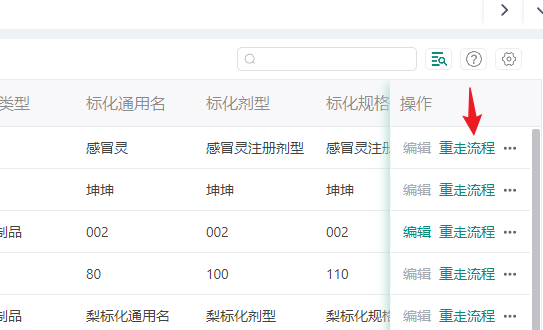 类型 标化通用名 标化剂型 标化规格 操作
感冒灵 感冒灵注册剂型 感冒灵注册 编辑 重走流程 ···
坤坤 坤坤 坤坤 编辑 重走流程 ···
制品 002 002 002 编辑 重走流程 ···
80 100 110 编辑 重走流程 ···
制品 梨标化通用名 梨标化剂型 梨标化规格 编辑 重走流程 ···